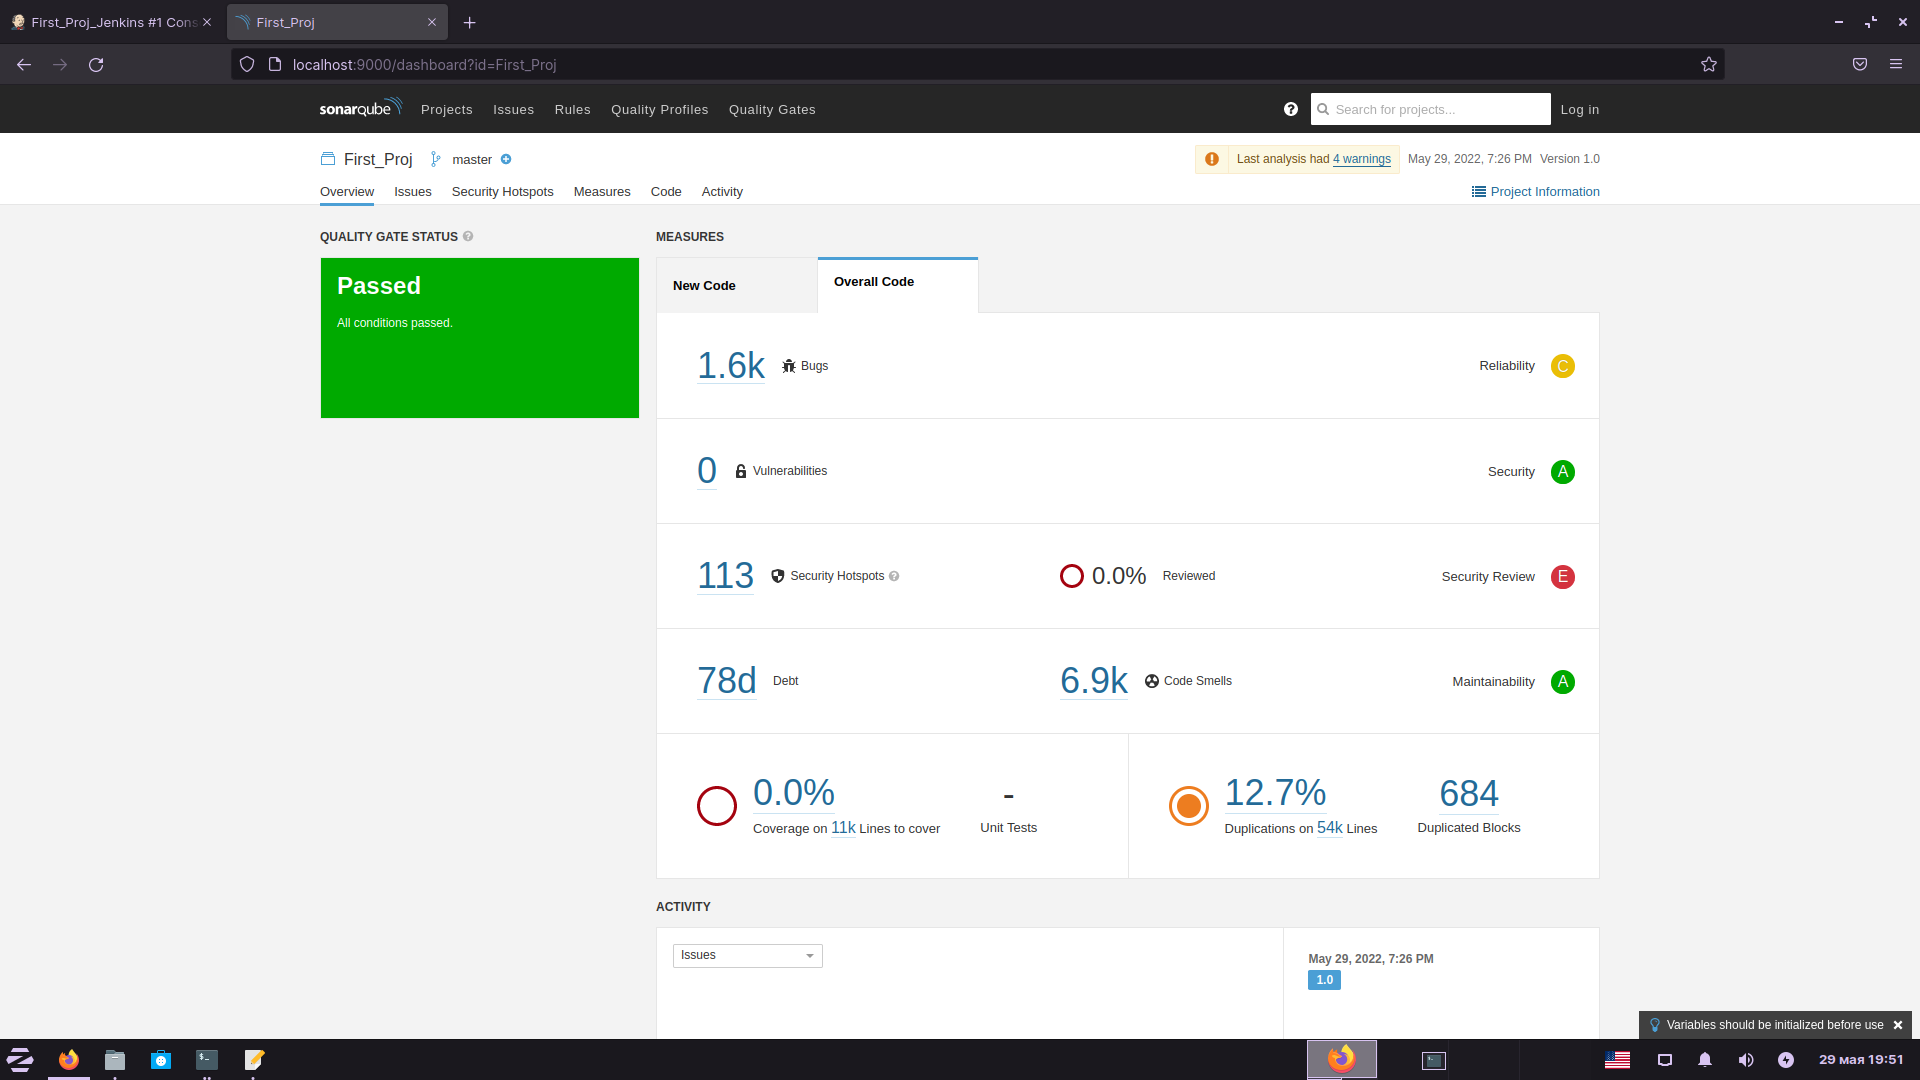 First_Proj_Jenkins #1 Cons
First_Proj
localhost:9000/dashboard?id=First_Proj
sonarqube
Projects
Issues
Rules
Quality Profiles
Quality Gates
Search for projects...
Log in
First_Proj
master
Last analysis had 4 warnings
May 29, 2022, 7:26 PM
Version 1.0
Overview
Issues
Security Hotspots
Measures
Code
Activity
Project Information
QUALITY GATE STATUS
MEASURES
Passed
All conditions passed.
New Code
Overall Code
1.6k
Bugs
Reliability
C
0
Vulnerabilities
Security
A
113
Security Hotspots
0.0%
Reviewed
Security Review
E
78d
Debt
6.9k
Code Smells
Maintainability
A
0.0%
Coverage on 11k Lines to cover
-
Unit Tests
12.7%
Duplications on 54k Lines
684
Duplicated Blocks
ACTIVITY
Issues
May 29, 2022, 7:26 PM
1.0
Variables should be initialized before use
29 мая 19:51